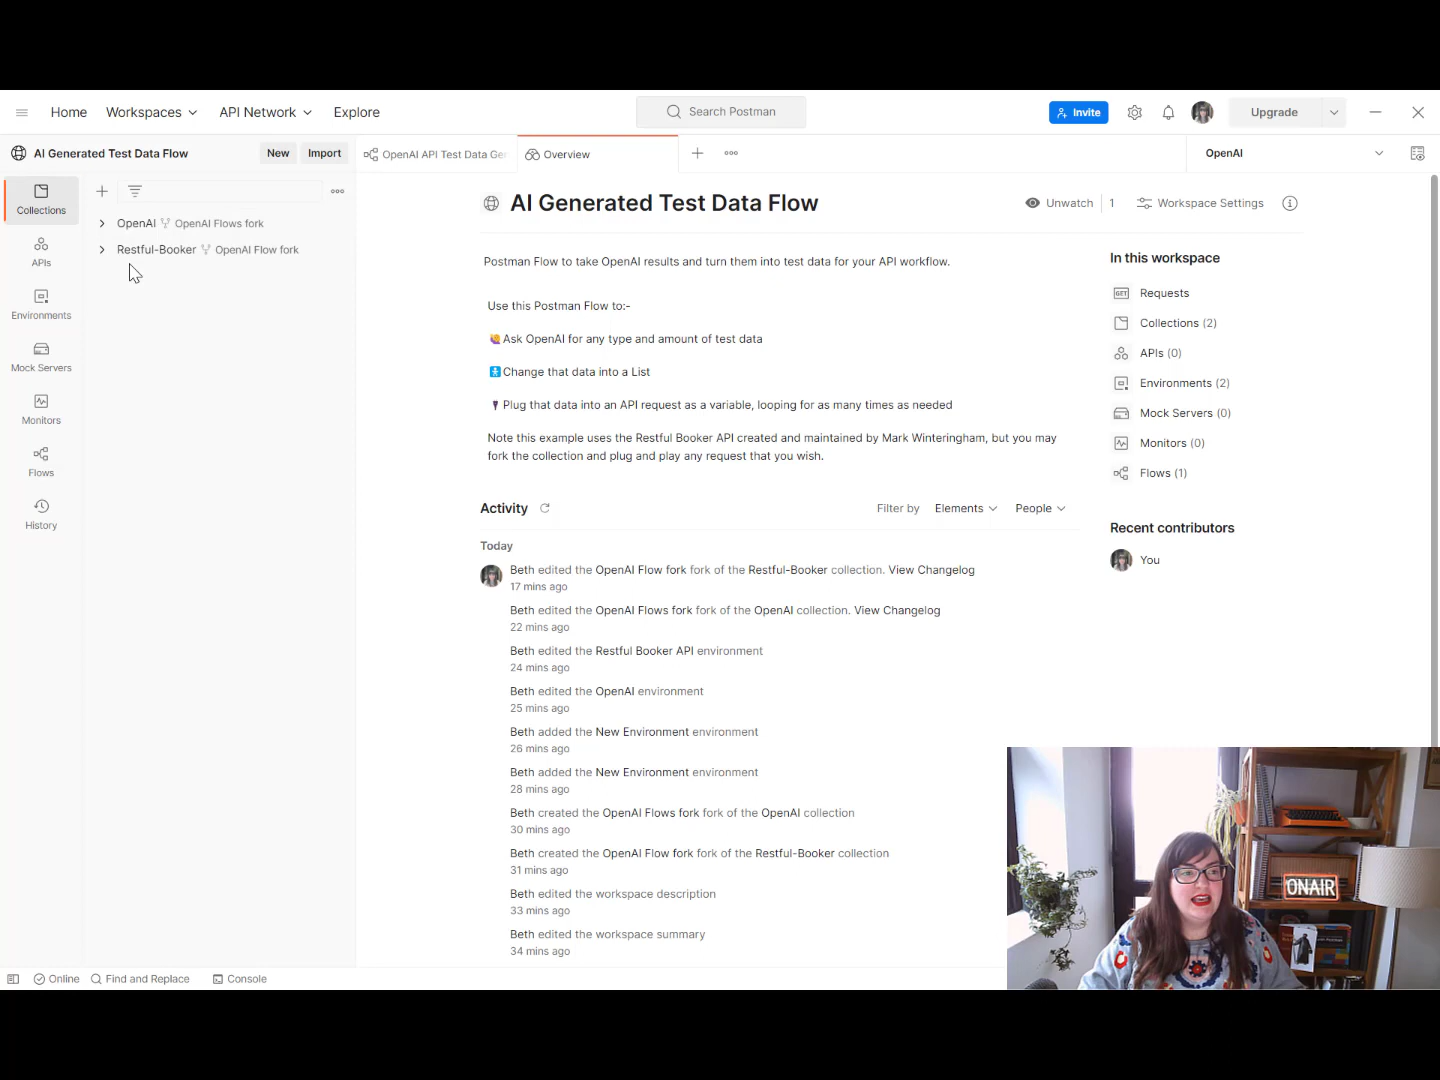 Home Workspaces API Network Explore Search Postman Invite Upgrade
AI Generated Test Data Flow New Import OpenAI API Test Data Ger Overview OpenAI
Collections
APIs
Environments
Mock Servers
Monitors
Flows
History
OpenAI OpenAI Flows fork
Restful-Booker OpenAI Flow fork
AI Generated Test Data Flow Unwatch 1 Workspace Settings
Postman Flow to take OpenAI results and turn them into test data for your API workflow.
Use this Postman Flow to:-
Ask OpenAI for any type and amount of test data
Change that data into a List
Plug that data into an API request as a variable, looping for as many times as needed
Note this example uses the Restful Booker API created and maintained by Mark Winteringham, but you may
fork the collection and plug and play any request that you wish.
Activity Filter by Elements People
Today
Beth edited the OpenAI Flow fork fork of the Restful-Booker collection. View Changelog
17 mins ago
Beth edited the OpenAI Flows fork fork of the OpenAI collection. View Changelog
22 mins ago
Beth edited the Restful Booker API environment
24 mins ago
Beth edited the OpenAI environment
25 mins ago
Beth added the New Environment environment
26 mins ago
Beth added the New Environment environment
28 mins ago
Beth created the OpenAI Flows fork fork of the OpenAI collection
30 mins ago
Beth created the OpenAI Flow fork fork of the Restful-Booker collection
31 mins ago
Beth edited the workspace description
33 mins ago
Beth edited the workspace summary
34 mins ago
In this workspace
GET Requests
Collections (2)
APIs (0)
Environments (2)
Mock Servers (0)
Monitors (0)
Flows (1)
Recent contributors
You
ON AIR
Online Find and Replace Console